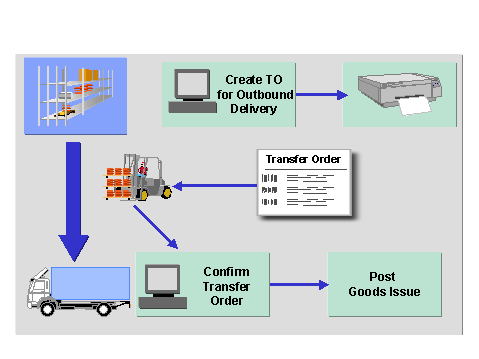 Create TO
for Outbound
Delivery
Transfer Order
Confirm
Transfer
Order
Post
Goods Issue